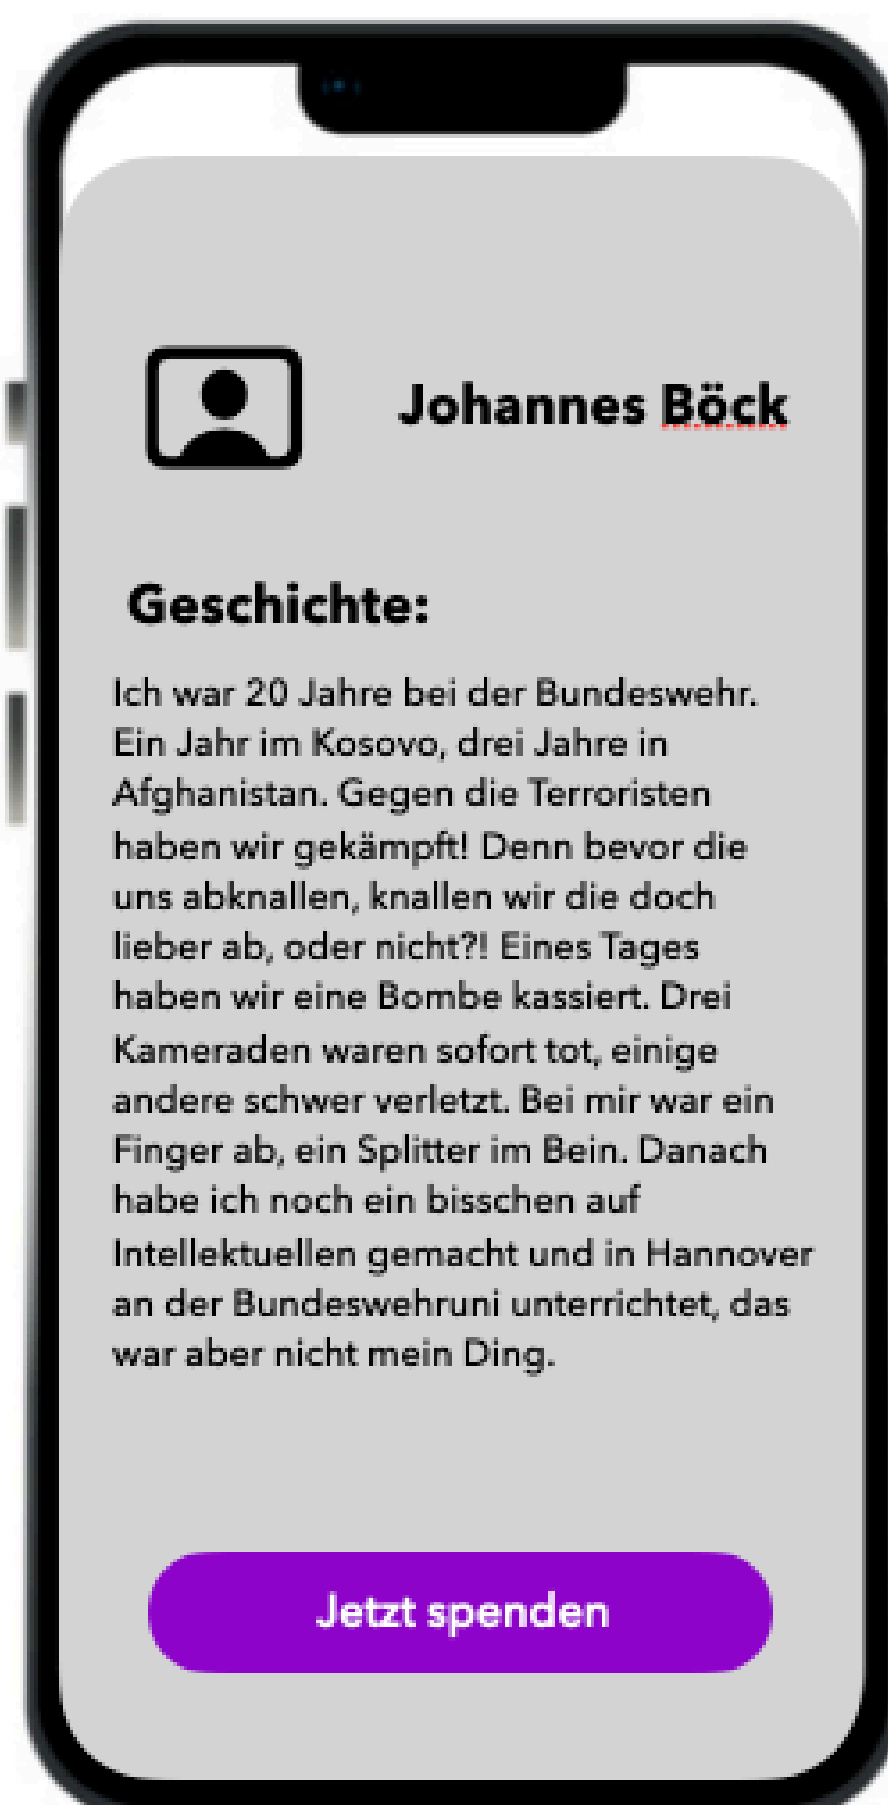 Johannes Böck
Geschichte:
Ich war 20 Jahre bei der Bundeswehr.
Ein Jahr im Kosovo, drei Jahre in
Afghanistan. Gegen die Terroristen
haben wir gekämpft! Denn bevor die
uns abknallen, knallen wir die doch
lieber ab, oder nicht?! Eines Tages
haben wir eine Bombe kassiert. Drei
Kameraden waren sofort tot, einige
andere schwer verletzt. Bei mir war ein
Finger ab, ein Splitter im Bein. Danach
habe ich noch ein bisschen auf
Intellektuellen gemacht und in Hannover
an der Bundeswehruni unterrichtet, das
war aber nicht mein Ding.
Jetzt spenden